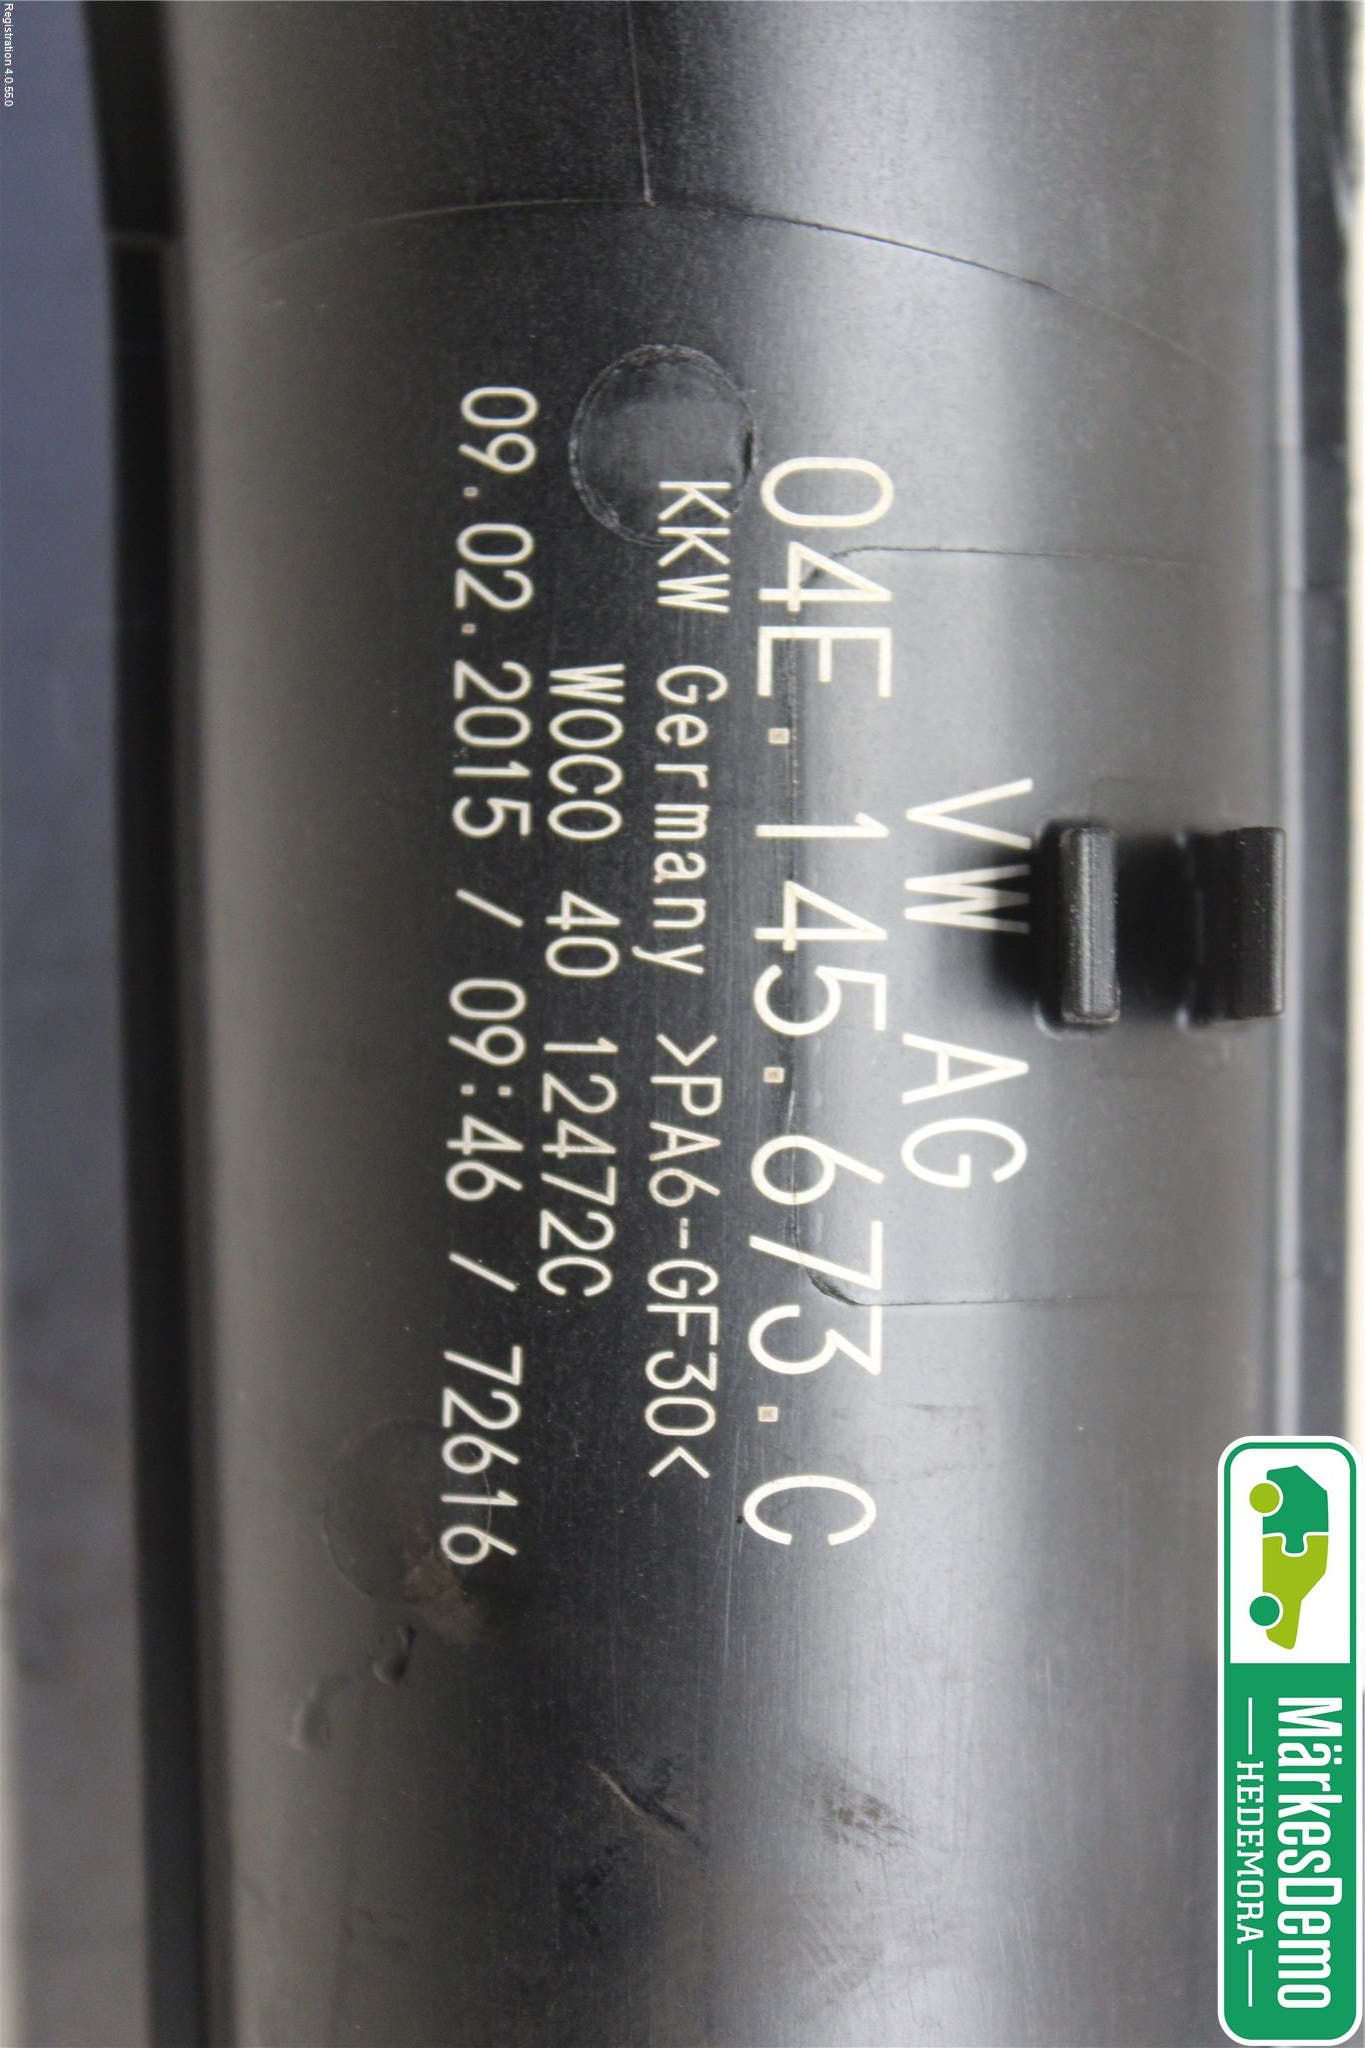 VW AG
04E.145.673.C
KKW Germany >PA6-GF30<
WOCO 40 12472C
09.02.2015 / 09:46 / 72616
MärkesDemo
HEDEMORA
Registration 4.0.55.0